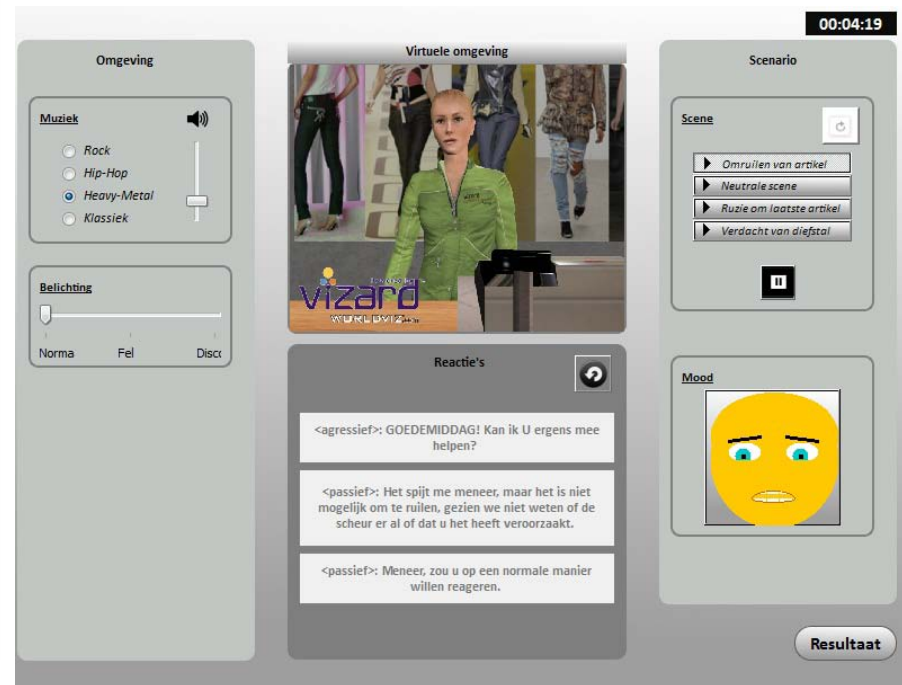 00:04:19
Omgeving
Muziek
Rock
Hip-Hop
Heavy-Metal
Klassiek
Belichting
Norma
Fel
Disco
Virtuele omgeving
vizard
WORLDVIZ
Reactie's
<agressief>: GOEDEMIDDAG! Kan ik U ergens mee
helpen?
<passief>: Het spijt me meneer, maar het is niet
mogelijk om te ruilen, gezien we niet weten of de
scheur er al of dat u het heeft veroorzaakt.
<passief>: Meneer, zou u op een normale manier
willen reageren.
Scenario
Scene
Omruilen van artikel
Neutrale scene
Ruzie om laatste artikel
Verdacht van diefstal
Mood
Resultaat